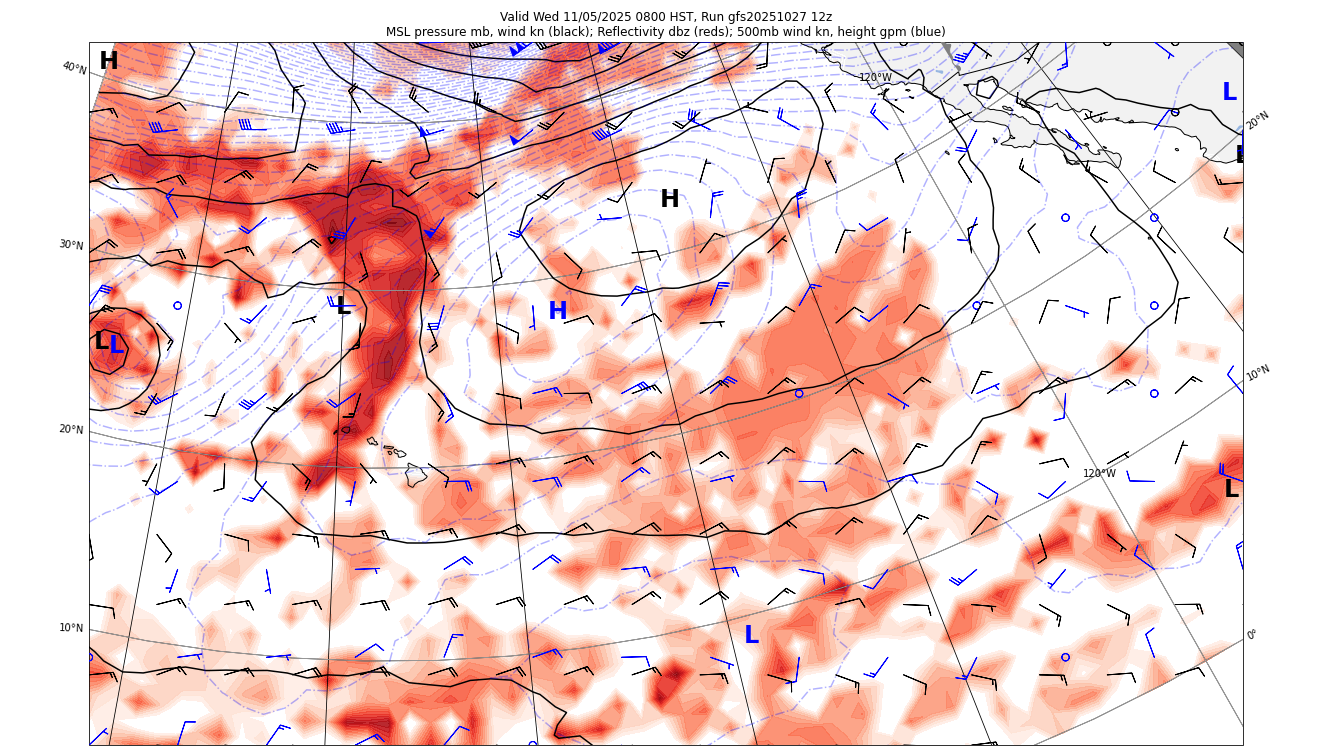 Valid Wed 11/05/2025 0800 HST, Run gfs20251027 12z
MSL pressure mb, wind kn (black); Reflectivity dbz (reds); 500mb wind kn, height gpm (blue)
H
40°N
120°W
L
20°N
L
H
30°N
L
H
L
L
10°N
20°N
120°W
L
10°N
L
0°